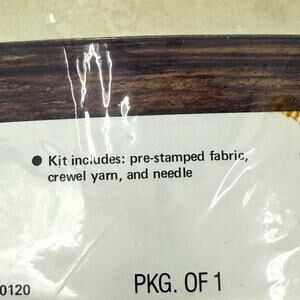 ● Kit includes: pre-stamped fabric,
crewel yarn, and needle
0120
PKG. OF 1